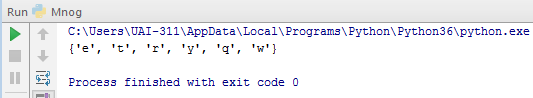 Run Mnog
C:\Users\UAI-311\AppData\Local\Programs\Python\Python36\python.exe
{'e', 't', 'r', 'y', 'q', 'w'}
Process finished with exit code 0